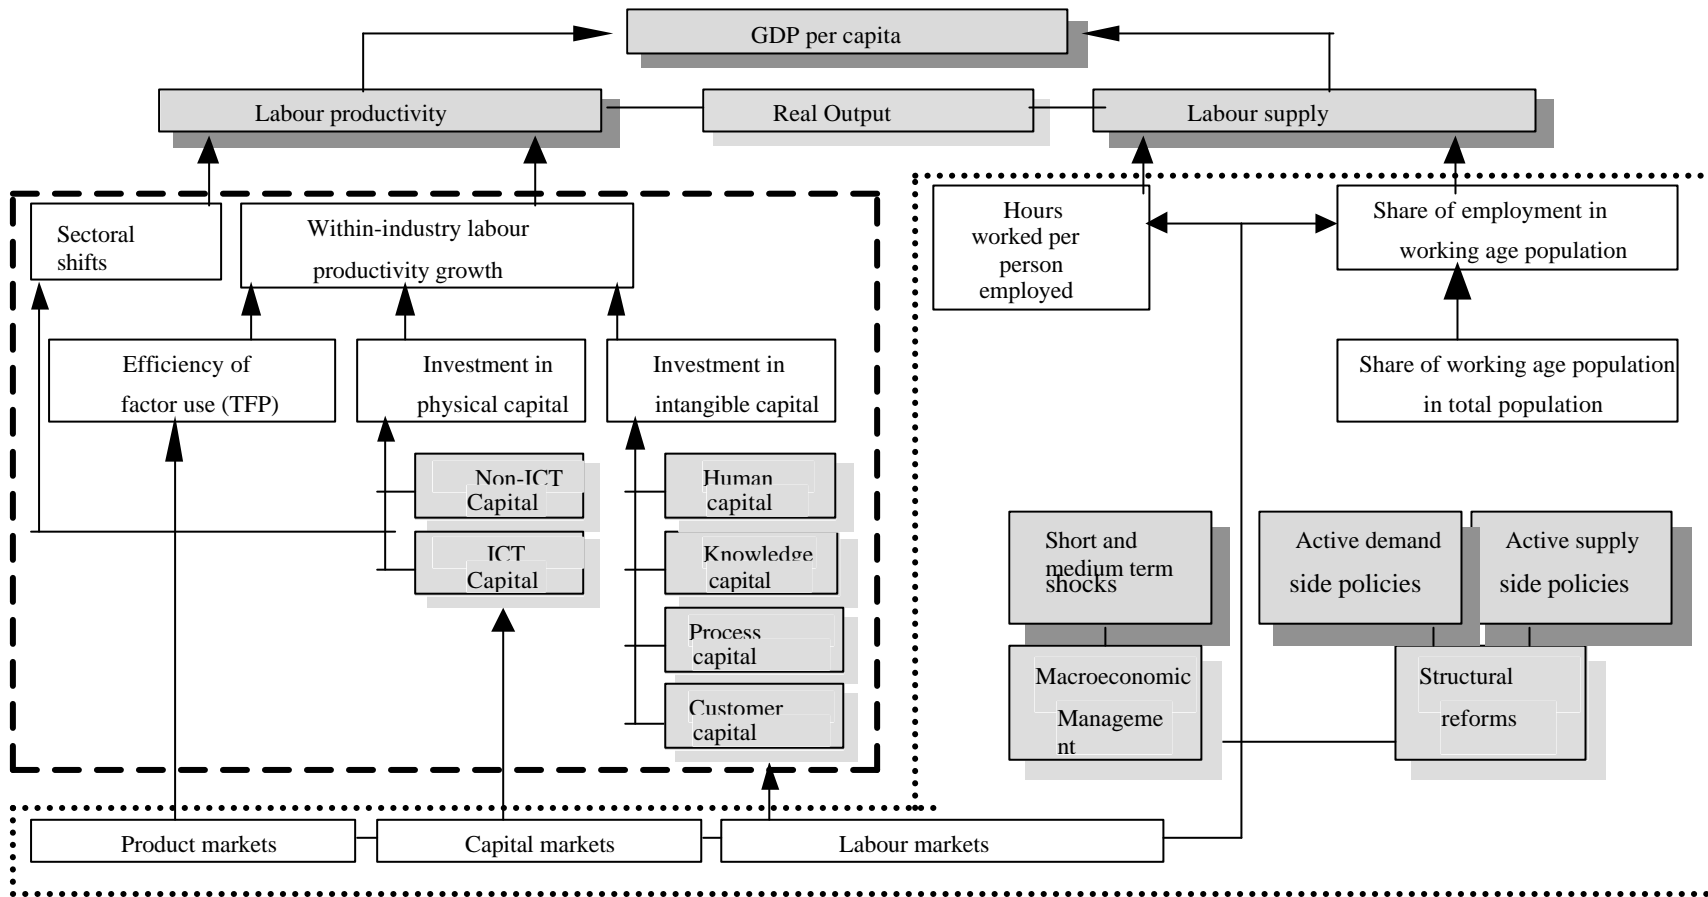 GDP per capita
Labour productivity
Real Output
Labour supply
Sectoral
shifts
Within-industry labour
productivity growth
Hours
worked per
person
employed
Share of employment in
working age population
Efficiency of
factor use (TFP)
Investment in
physical capital
Investment in
intangible capital
Share of working age population
in total population
Non-ICT
Capital
ICT
Capital
Human
capital
Knowledge
capital
Process
capital
Customer
capital
Short and
medium term
shocks
Active demand
side policies
Active supply
side policies
Macroeconomic
Manageme
nt
Structural
reforms
Product markets
Capital markets
Labour markets